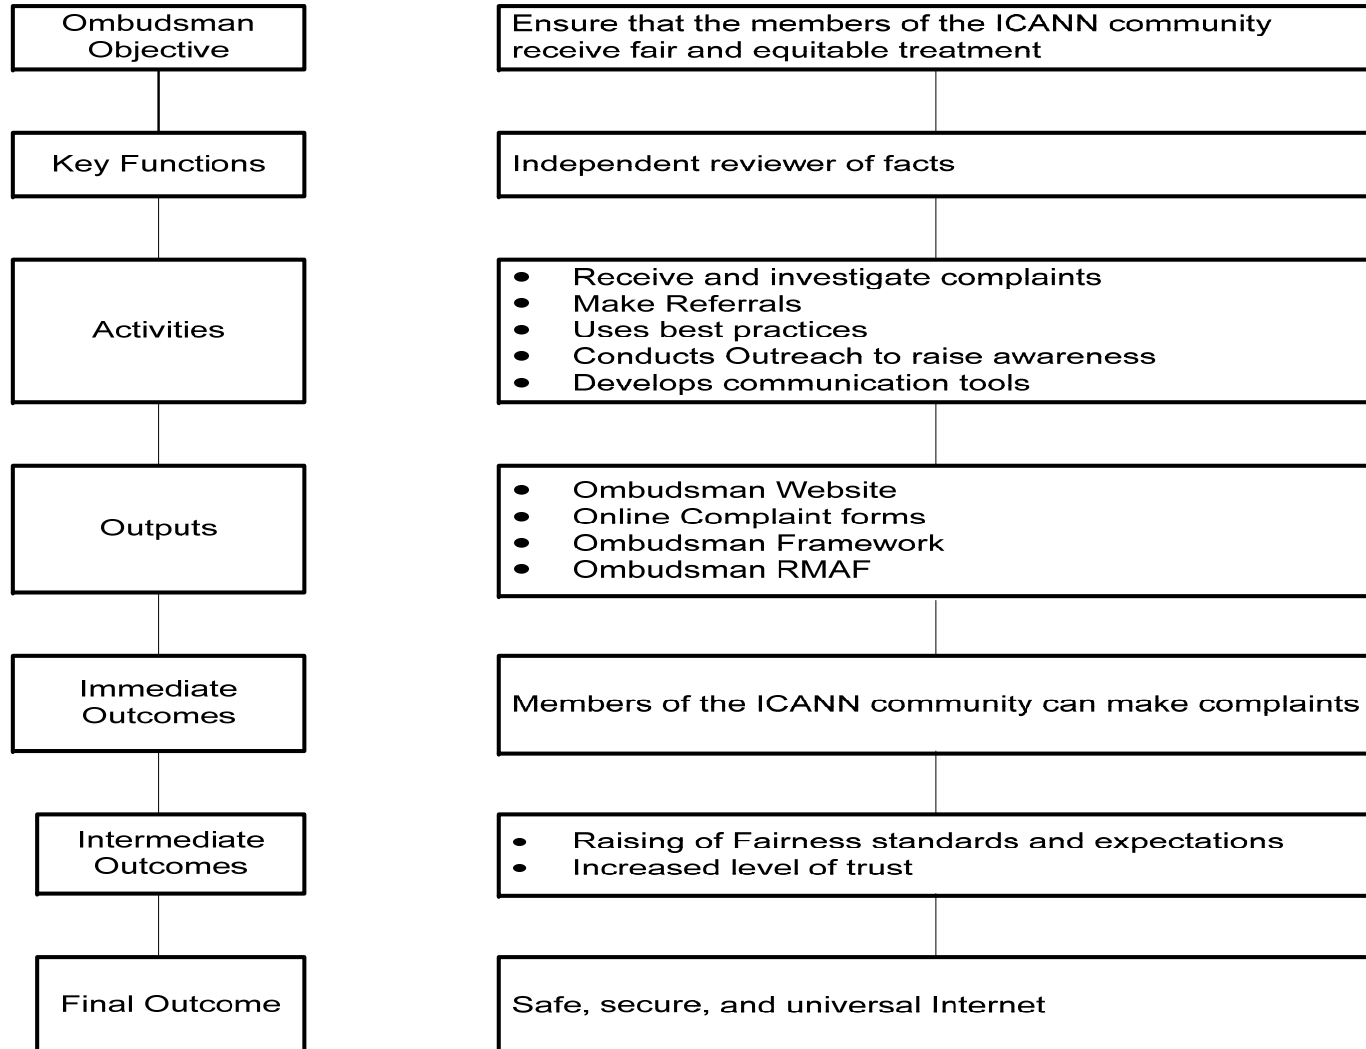 Ombudsman
Objective
Ensure that the members of the ICANN community
receive fair and equitable treatment
Key Functions
Independent reviewer of facts
Activities
• Receive and investigate complaints
• Make Referrals
• Uses best practices
• Conducts Outreach to raise awareness
• Develops communication tools
Outputs
• Ombudsman Website
• Online Complaint forms
• Ombudsman Framework
• Ombudsman RMAF
Immediate
Outcomes
Members of the ICANN community can make complaints
Intermediate
Outcomes
• Raising of Fairness standards and expectations
• Increased level of trust
Final Outcome
Safe, secure, and universal Internet